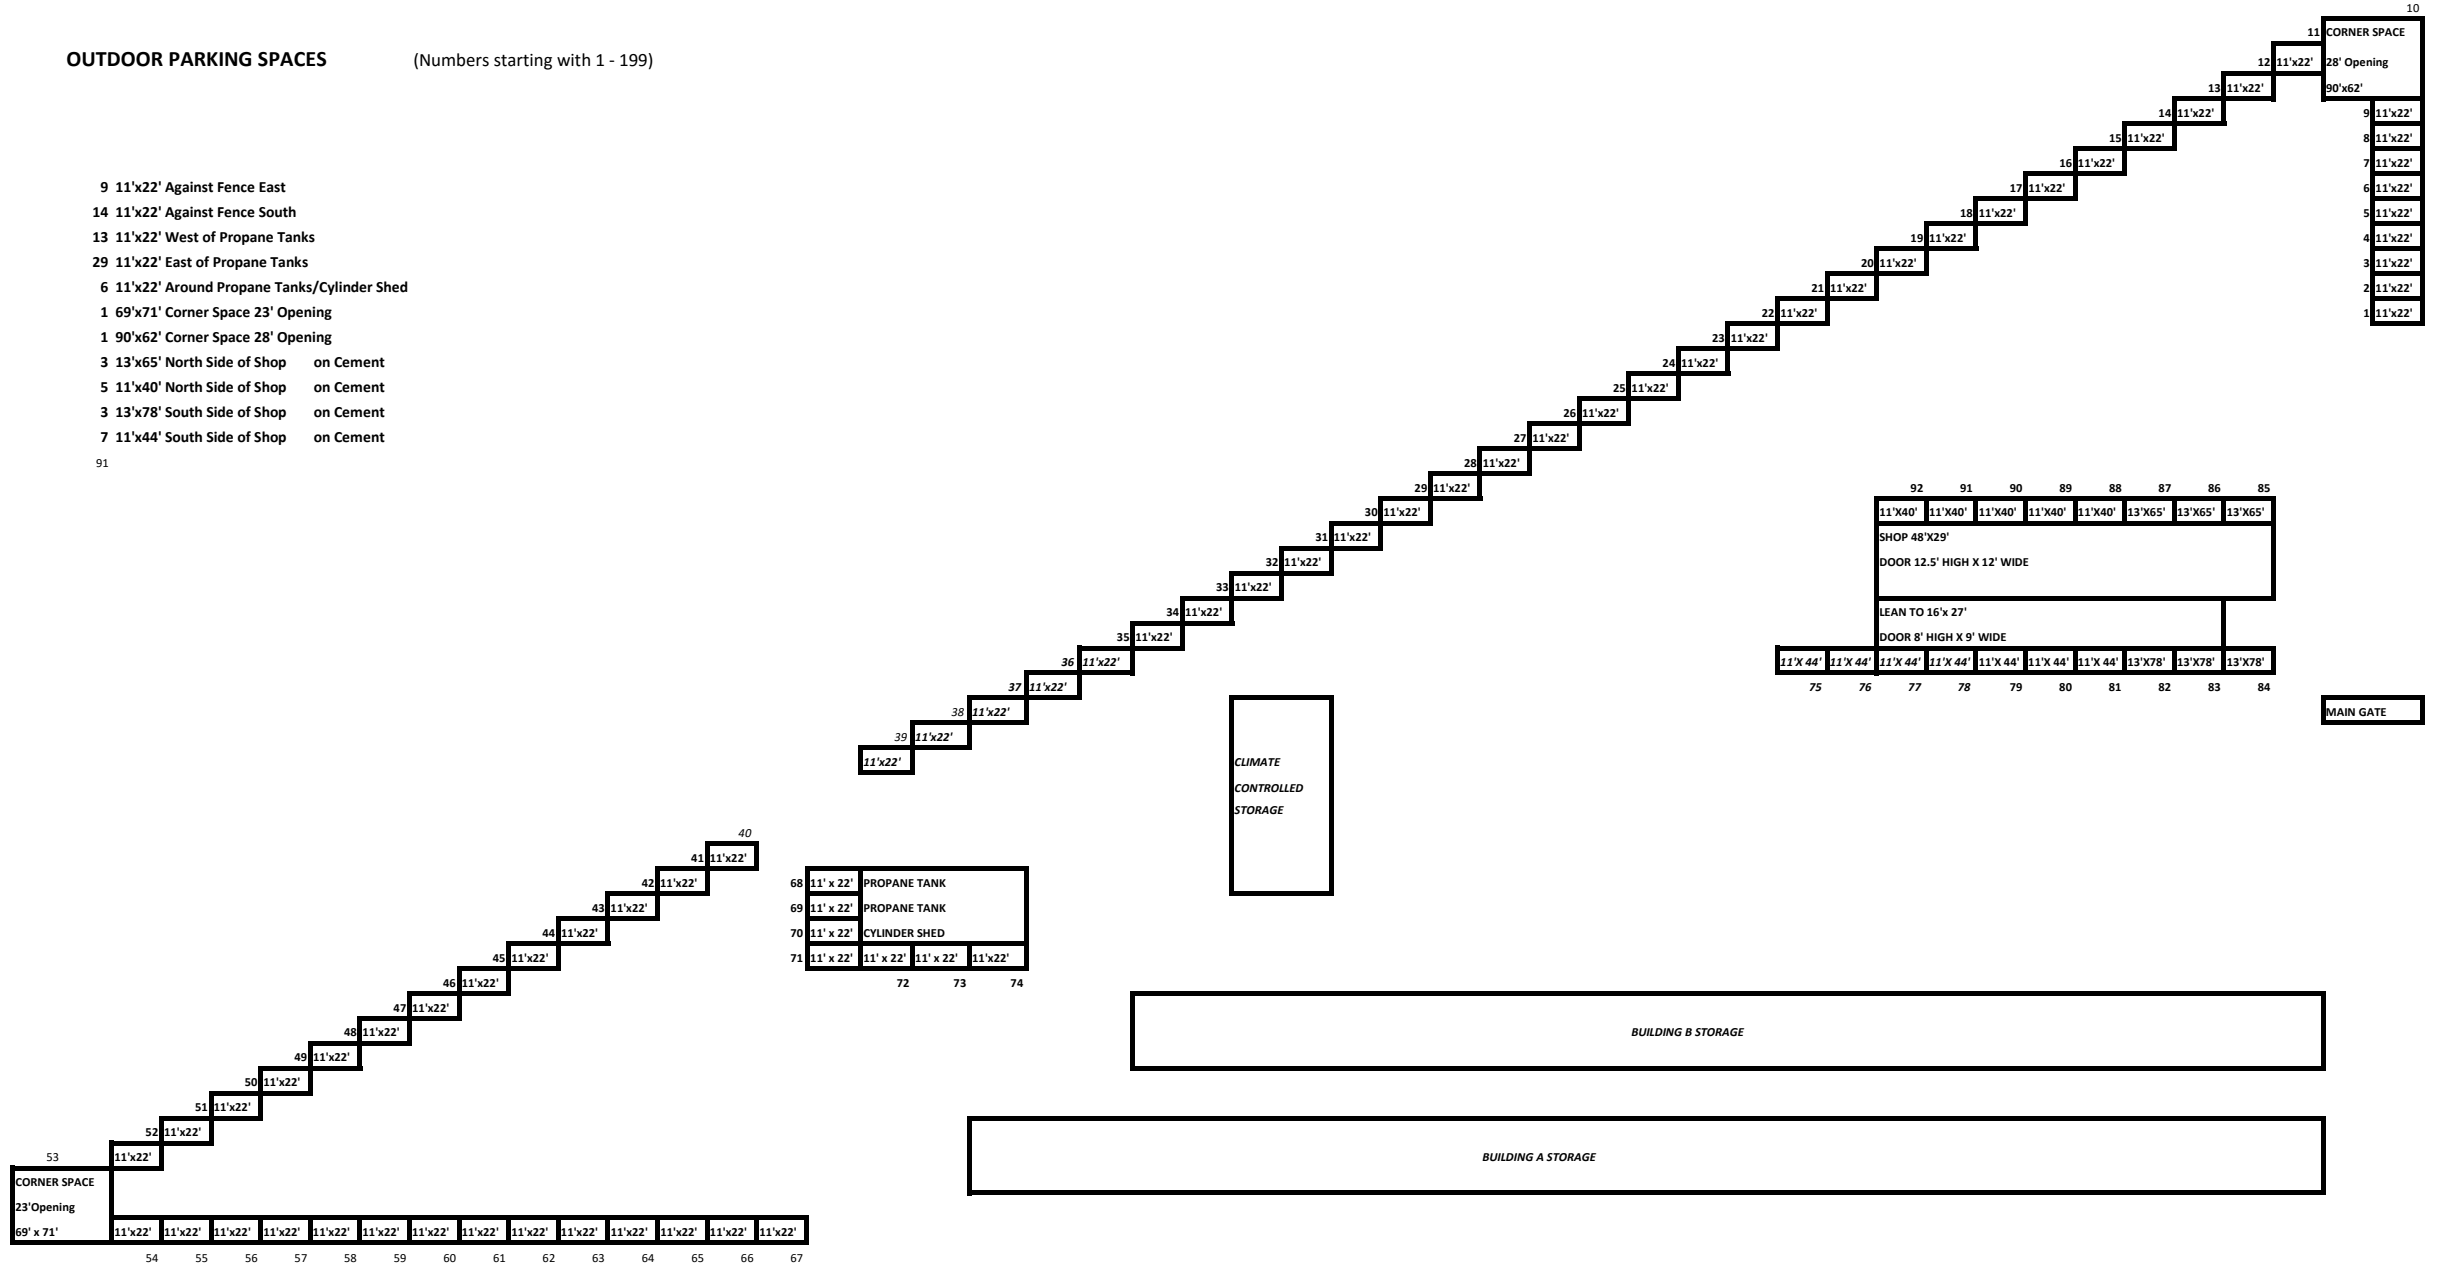 10
OUTDOOR PARKING SPACES (Numbers starting with 1 - 199)
11 CORNER SPACE
12 11'x22' 28' Opening
13 11'x22' 90'x62'
14 11'x22' 9 11'x22'
15 11'x22' 8 11'x22'
16 11'x22' 7 11'x22'
9 11'x22' Against Fence East 17 11'x22' 6 11'x22'
14 11'x22' Against Fence South 18 11'x22' 5 11'x22'
13 11'x22' West of Propane Tanks 19 11'x22' 4 11'x22'
29 11'x22' East of Propane Tanks 20 11'x22' 3 11'x22'
6 11'x22' Around Propane Tanks/Cylinder Shed 21 11'x22' 2 11'x22'
1 69'x71' Corner Space 23' Opening 22 11'x22' 1 11'x22'
1 90'x62' Corner Space 28' Opening 23 11'x22'
3 13'x65' North Side of Shop on Cement 24 11'x22'
5 11'x40' North Side of Shop on Cement 25 11'x22'
3 13'x78' South Side of Shop on Cement 26 11'x22'
7 11'x44' South Side of Shop on Cement 27 11'x22'
91 28 11'x22'
29 11'x22' 92 91 90 89 88 87 86 85
30 11'x22' 11'X40' 11'X40' 11'X40' 11'X40' 11'X40' 13'X65' 13'X65' 13'X65'
31 11'x22' SHOP 48'X29'
32 11'x22' DOOR 12.5' HIGH X 12' WIDE
33 11'x22'
34 11'x22' LEAN TO 16'x 27'
35 11'x22' DOOR 8' HIGH X 9' WIDE
36 11'x22' 11'X 44' 11'X 44' 11'X 44' 11'X 44' 11'X 44' 11'X 44' 11'X 44' 13'X78' 13'X78' 13'X78'
37 11'x22' 75 76 77 78 79 80 81 82 83 84
38 11'x22' MAIN GATE
39 11'x22'
11'x22' CLIMATE
CONTROLLED
STORAGE
40
41 11'x22'
42 11'x22' 68 11' x 22' PROPANE TANK
43 11'x22' 69 11' x 22' PROPANE TANK
44 11'x22' 70 11' x 22' CYLINDER SHED
45 11'x22' 71 11' x 22' 11' x 22' 11' x 22' 11'x22'
46 11'x22' 72 73 74
47 11'x22'
48 11'x22' BUILDING B STORAGE
49 11'x22'
50 11'x22'
51 11'x22'
52 11'x22'
53 11'x22' BUILDING A STORAGE
CORNER SPACE
23'Opening
69' x 71' 11'x22' 11'x22' 11'x22' 11'x22' 11'x22' 11'x22' 11'x22' 11'x22' 11'x22' 11'x22' 11'x22' 11'x22' 11'x22' 11'x22'
54 55 56 57 58 59 60 61 62 63 64 65 66 67